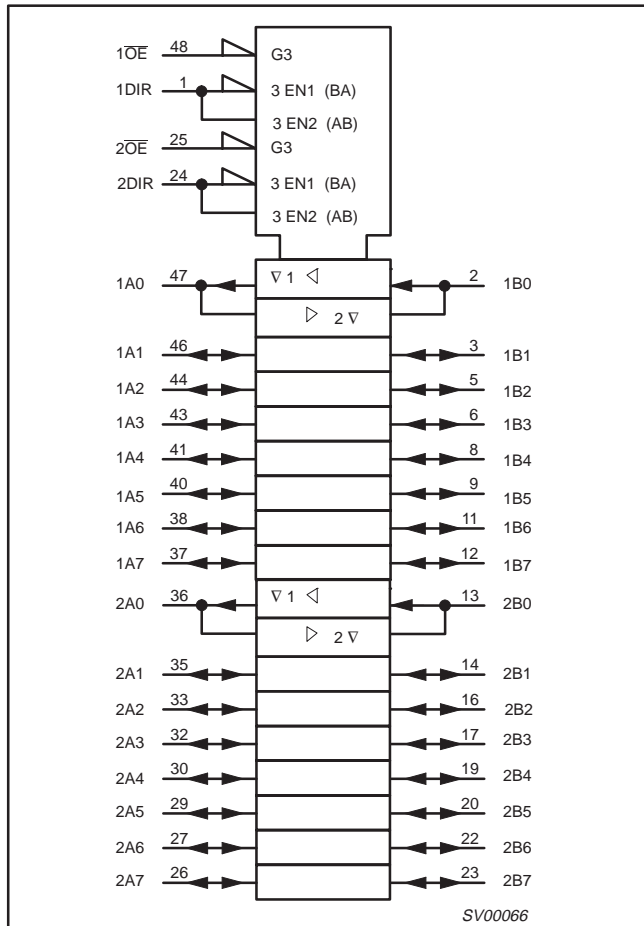 1O̅E̅ 48 G3
1DIR 1 3 EN1 (BA)
3 EN2 (AB)
2O̅E̅ 25 G3
2DIR 24 3 EN1 (BA)
3 EN2 (AB)
1A0 47 ∇ 1 ◁ 2 1B0
▷ 2 ∇
1A1 46 3 1B1
1A2 44 5 1B2
1A3 43 6 1B3
1A4 41 8 1B4
1A5 40 9 1B5
1A6 38 11 1B6
1A7 37 12 1B7
2A0 36 ∇ 1 ◁ 13 2B0
▷ 2 ∇
2A1 35 14 2B1
2A2 33 16 2B2
2A3 32 17 2B3
2A4 30 19 2B4
2A5 29 20 2B5
2A6 27 22 2B6
2A7 26 23 2B7
SV00066